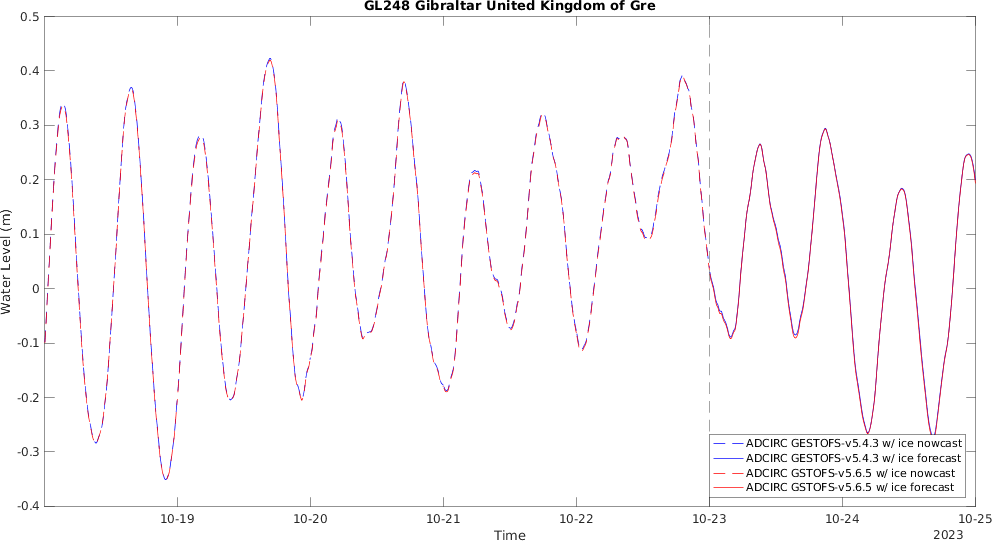 GL248 Gibraltar United Kingdom of Gre
Water Level (m)
0.5
0.4
0.3
0.2
0.1
0
-0.1
-0.2
-0.3
-0.4
ADCIRC GESTOFS-v5.4.3 w/ ice nowcast
ADCIRC GESTOFS-v5.4.3 w/ ice forecast
ADCIRC GSTOFS-v5.6.5 w/ ice nowcast
ADCIRC GSTOFS-v5.6.5 w/ ice forecast
10-19 10-20 10-21 10-22 10-23 10-24 10-25
Time
2023